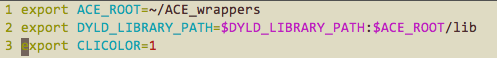 1 export ACE_ROOT=~/ACE_wrappers
2 export DYLD_LIBRARY_PATH=$DYLD_LIBRARY_PATH:$ACE_ROOT/lib
3 export CLICOLOR=1